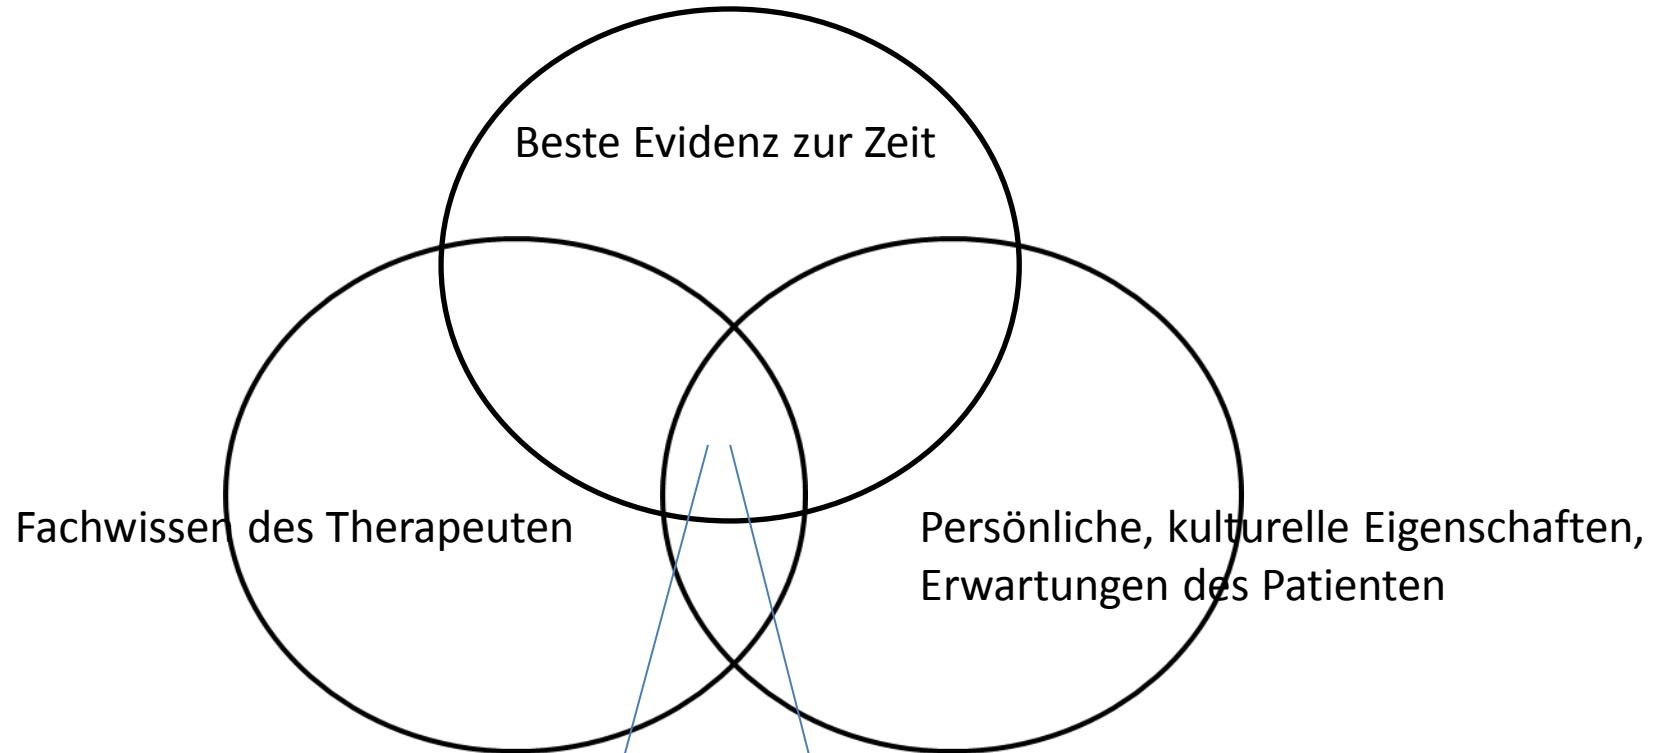 Beste Evidenz zur Zeit
Fachwissen des Therapeuten
Persönliche, kulturelle Eigenschaften,
Erwartungen des Patienten